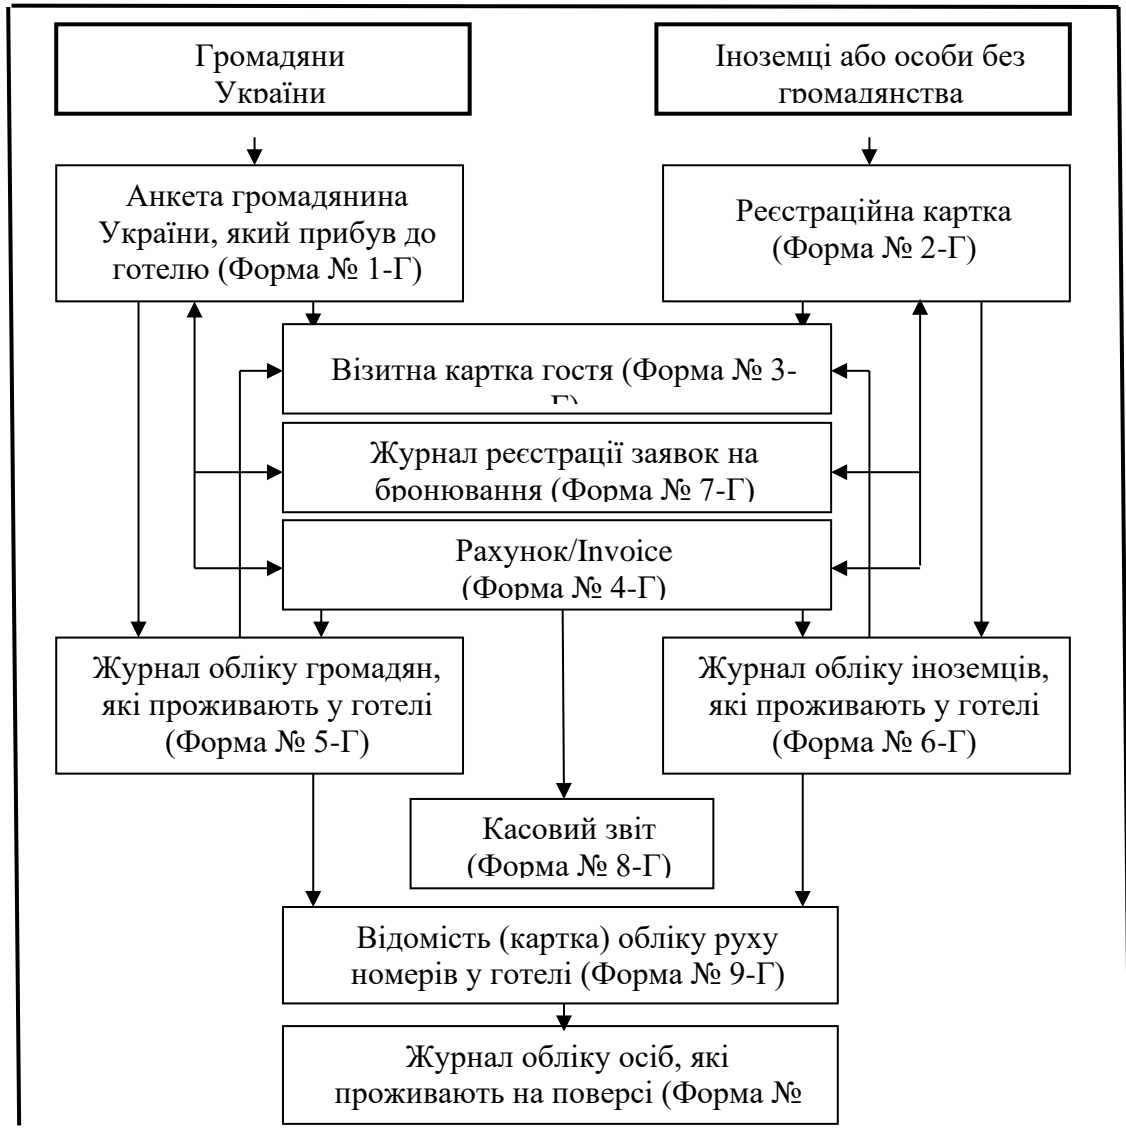 Громадяни
України
Іноземці або особи без
громадянства
Анкета громадянина
України, який прибув до
готелю (Форма № 1-Г)
Реєстраційна картка
(Форма № 2-Г)
Візитна картка гостя (Форма № 3-
Г)
Журнал реєстрації заявок на
бронювання (Форма № 7-Г)
Рахунок/Invoice
(Форма № 4-Г)
Журнал обліку громадян,
які проживають у готелі
(Форма № 5-Г)
Журнал обліку іноземців,
які проживають у готелі
(Форма № 6-Г)
Касовий звіт
(Форма № 8-Г)
Відомість (картка) обліку руху
номерів у готелі (Форма № 9-Г)
Журнал обліку осіб, які
проживають на поверсі (Форма №